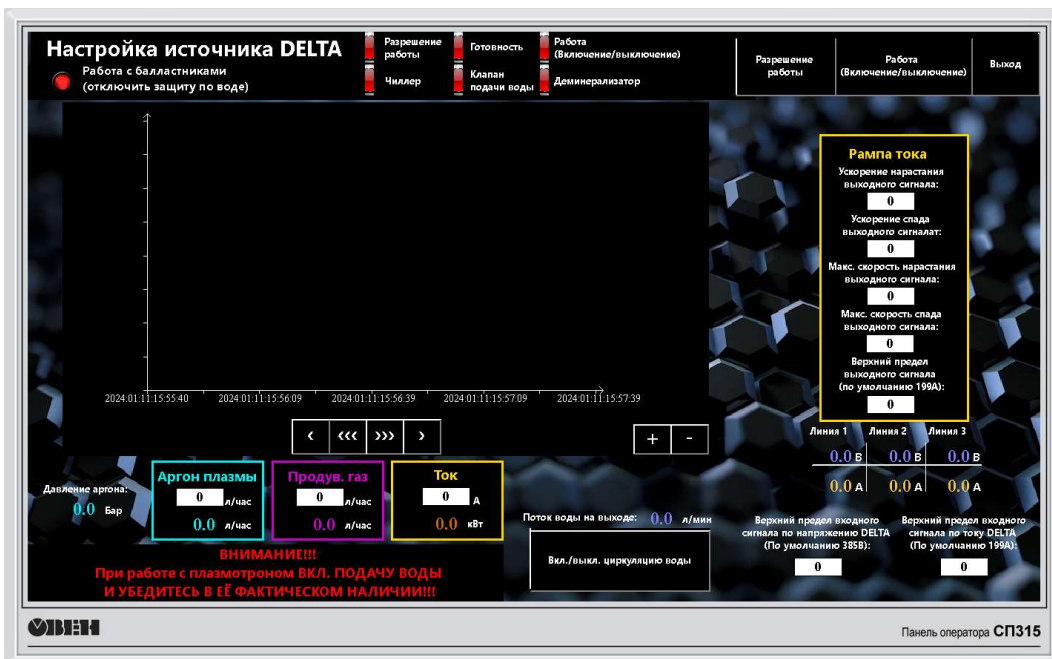 Настройка источника DELTA
Работа с балластниками
(отключить защиту по воде)
Разрешение
работы
Готовность
Работа
(Включение/выключение)
Чиллер
Клапан
подачи воды
Деминерализатор
Разрешение
работы
Работа
(Включение/выключение)
Выход
2024:01:11:15:55:40
2024:01:11:15:56:09
2024:01:11:15:56:39
2024:01:11:15:57:09
2024:01:11:15:57:39
‹
‹‹‹
›››
›
+
-
Рампа тока
Ускорение нарастания
выходного сигнала:
0
Ускорение спада
выходного сигналат:
0
Макс. скорость нарастания
выходного сигнала:
0
Макс. скорость спада
выходного сигнала:
0
Верхний предел
выходного сигнала
(по умолчанию 199А):
0
Линия 1 Линия 2 Линия 3
0.0 В 0.0 В 0.0 В
0.0 А 0.0 А 0.0 А
Давление аргона:
0.0 Бар
Аргон плазмы
0 л/час
0.0 л/час
Продув. газ
0 л/час
0.0 л/час
Ток
0 А
0.0 кВт
ВНИМАНИЕ!!!
При работе с плазмотроном ВКЛ. ПОДАЧУ ВОДЫ
И УБЕДИТЕСЬ В ЕЁ ФАКТИЧЕСКОМ НАЛИЧИИ!!!
Поток воды на выходе: 0.0 л/мин
Вкл./выкл. циркуляцию воды
Верхний предел входного
сигнала по напряжению DELTA
(По умолчанию 385В):
0
Верхний предел входного
сигнала по току DELTA
(По умолчанию 199А):
0
ОВЕН
Панель оператора СП315